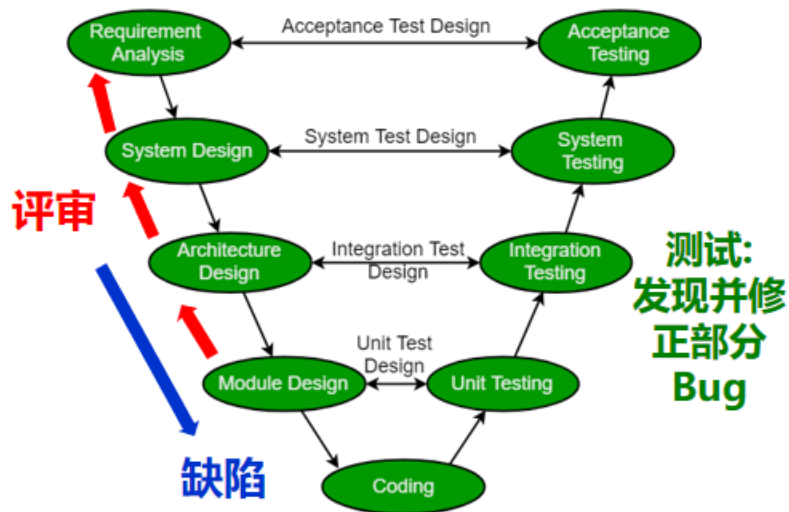 Requirement
Analysis
Acceptance Test Design
Acceptance
Testing
System Design
System Test Design
System
Testing
评审
Architecture
Design
Integration Test
Design
Integration
Testing
测试:
发现并修
正部分
Bug
Unit Test
Design
Module Design
Unit Testing
缺陷
Coding